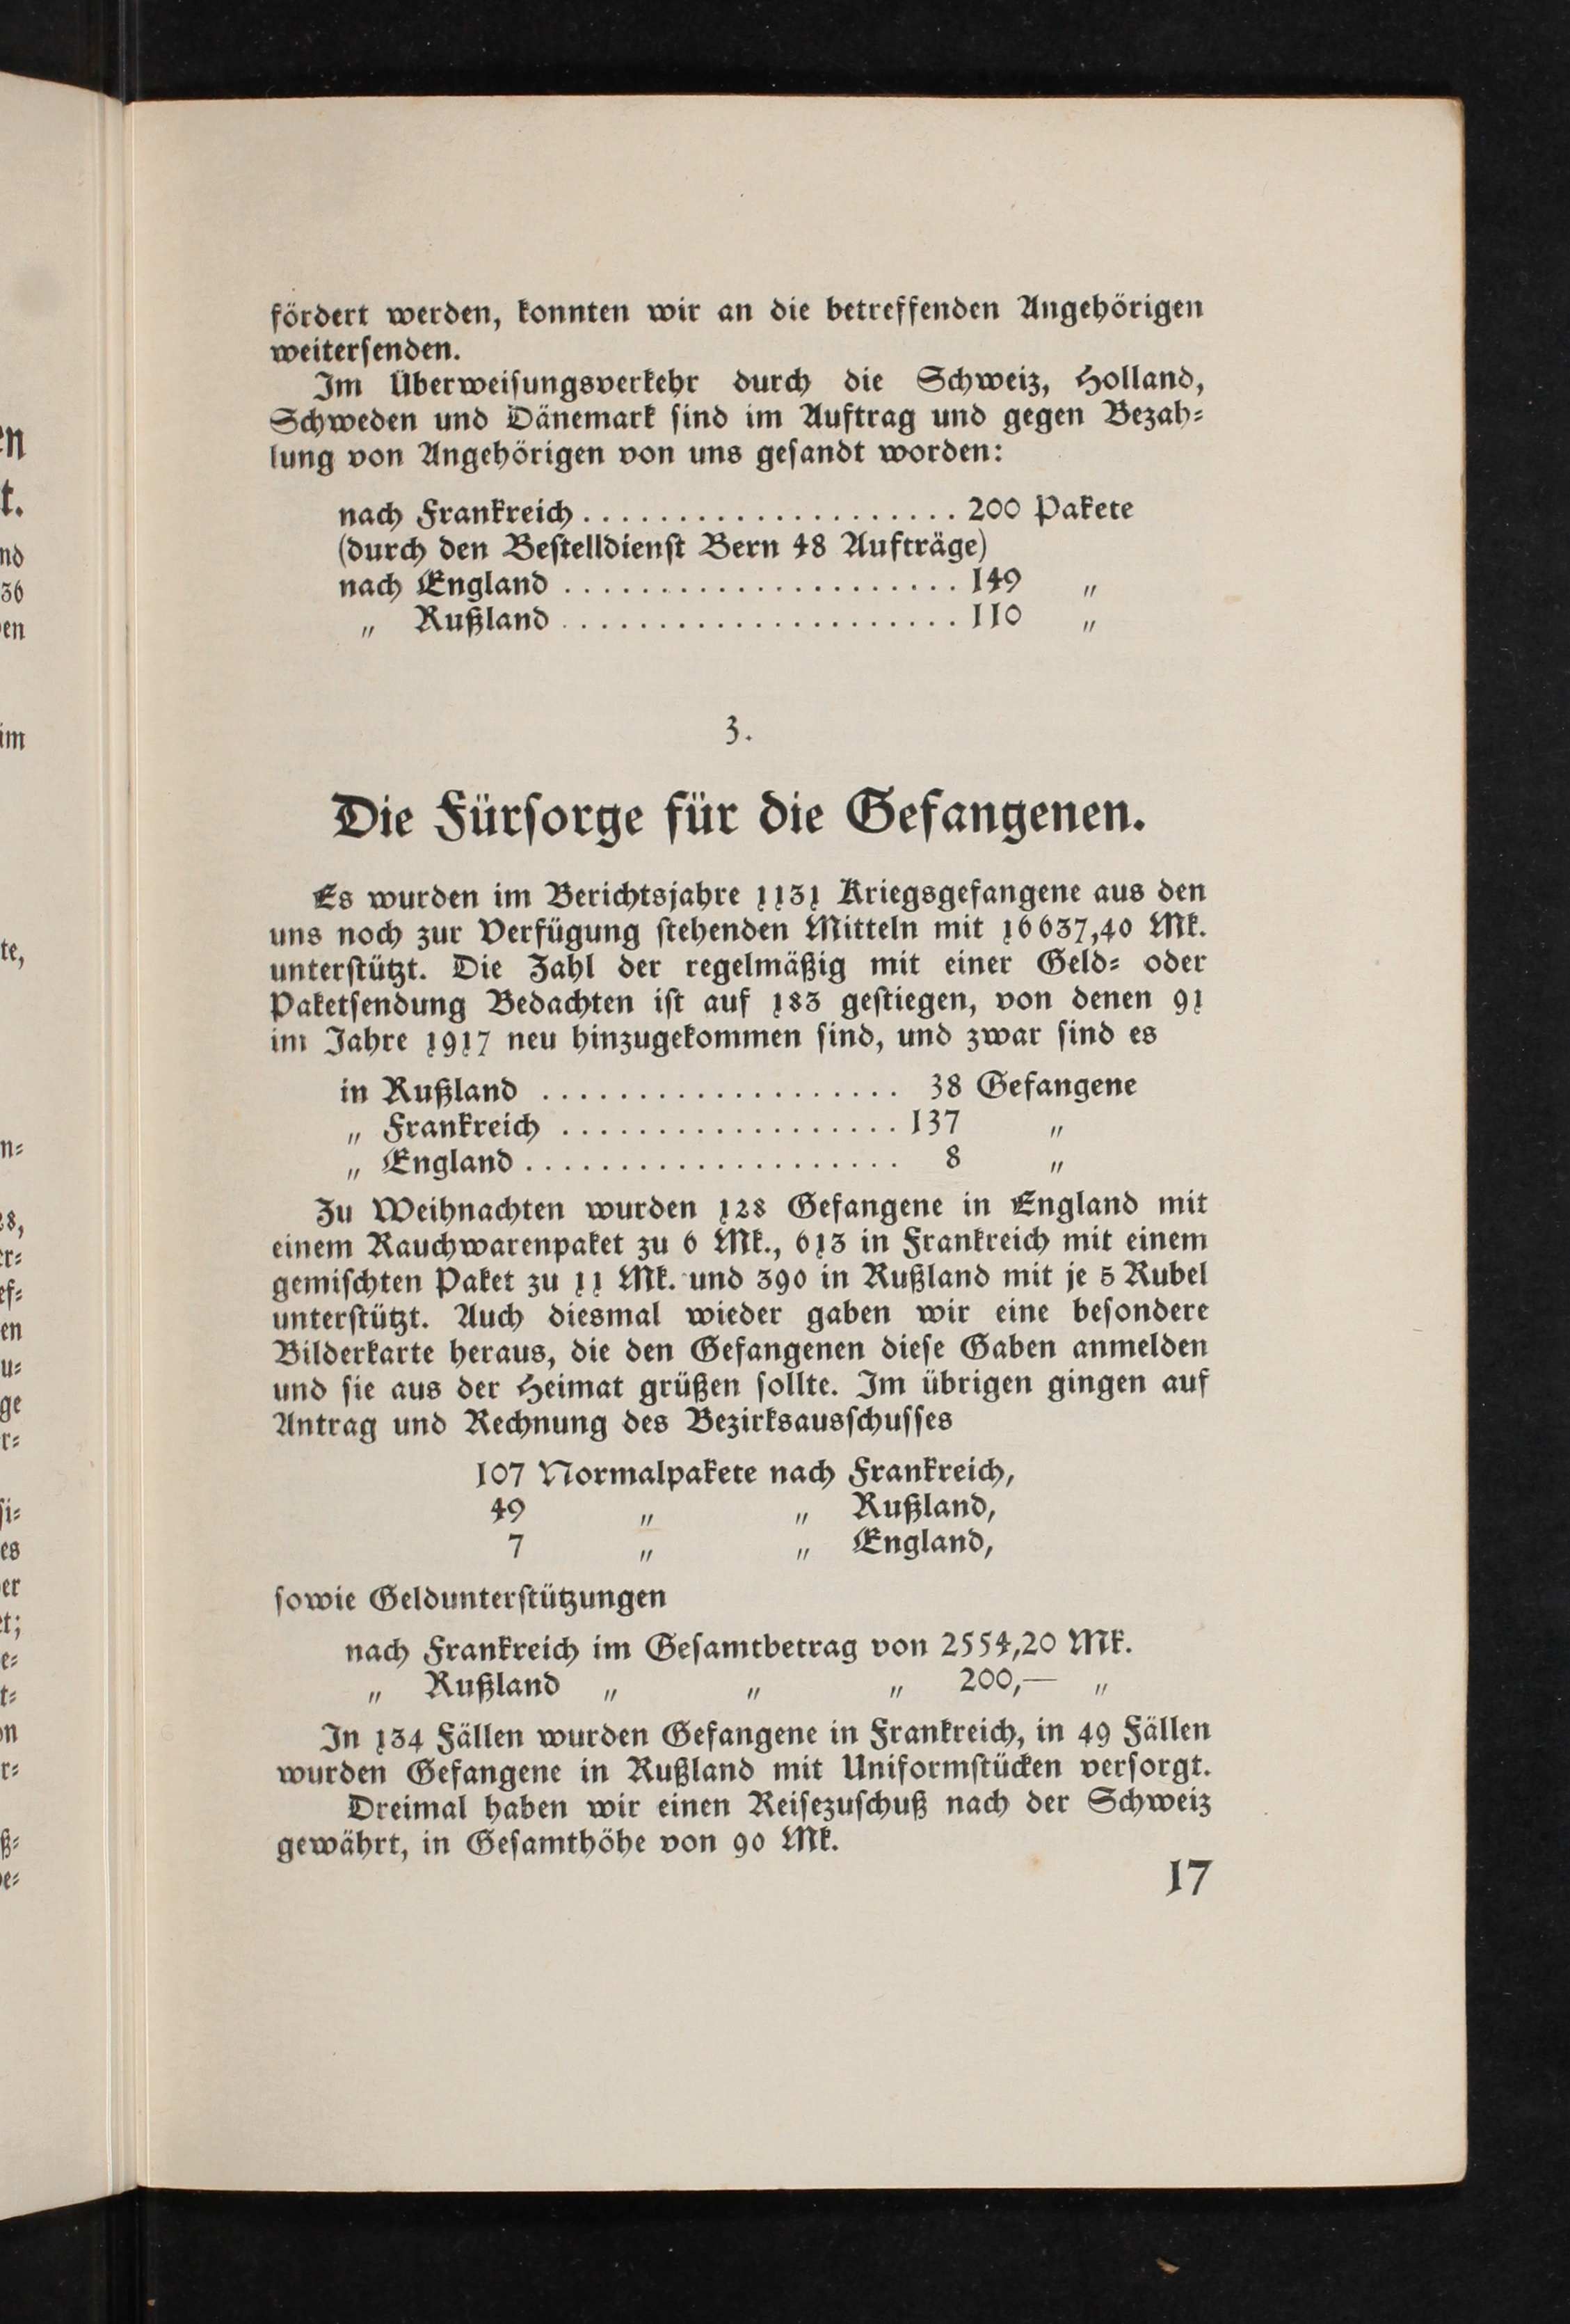 fördert werden, konnten wir an die betreffenden Angehörigen
weitersenden.
Im Überweisungsverkehr durch die Schweiz, Holland,
Schweden und Dänemark sind im Auftrag und gegen Bezah-
lung von Angehörigen von uns gesandt worden:
nach Frankreich.................... 200 Pakete
(durch den Bestelldienst Bern 48 Aufträge)
nach England ..................... 149 „
„ Rußland ..................... 110 „
3.
Die Fürsorge für die Gefangenen.
Es wurden im Berichtsjahre 1131 Kriegsgefangene aus den
uns noch zur Verfügung stehenden Mitteln mit 16637,40 Mk.
unterstützt. Die Zahl der regelmäßig mit einer Geld- oder
Paketsendung Bedachten ist auf 183 gestiegen, von denen 91
im Jahre 1917 neu hinzugekommen sind, und zwar sind es
in Rußland ................... 38 Gefangene
„ Frankreich .................. 137 „
„ England.................... 8 „
Zu Weihnachten wurden 128 Gefangene in England mit
einem Rauchwarenpaket zu 6 Mk., 613 in Frankreich mit einem
gemischten Paket zu 11 Mk. und 390 in Rußland mit je 5 Rubel
unterstützt. Auch diesmal wieder gaben wir eine besondere
Bilderkarte heraus, die den Gefangenen diese Gaben anmelden
und sie aus der Heimat grüßen sollte. Im übrigen gingen auf
Antrag und Rechnung des Bezirksausschusses
107 Normalpakete nach Frankreich,
49 „ „ Rußland,
7 „ „ England,
sowie Geldunterstützungen
nach Frankreich im Gesamtbetrag von 2554,20 Mk.
„ Rußland „ „ „ 200,— „
In 134 Fällen wurden Gefangene in Frankreich, in 49 Fällen
wurden Gefangene in Rußland mit Uniformstücken versorgt.
Dreimal haben wir einen Reisezuschuß nach der Schweiz
gewährt, in Gesamthöhe von 90 Mk.
17